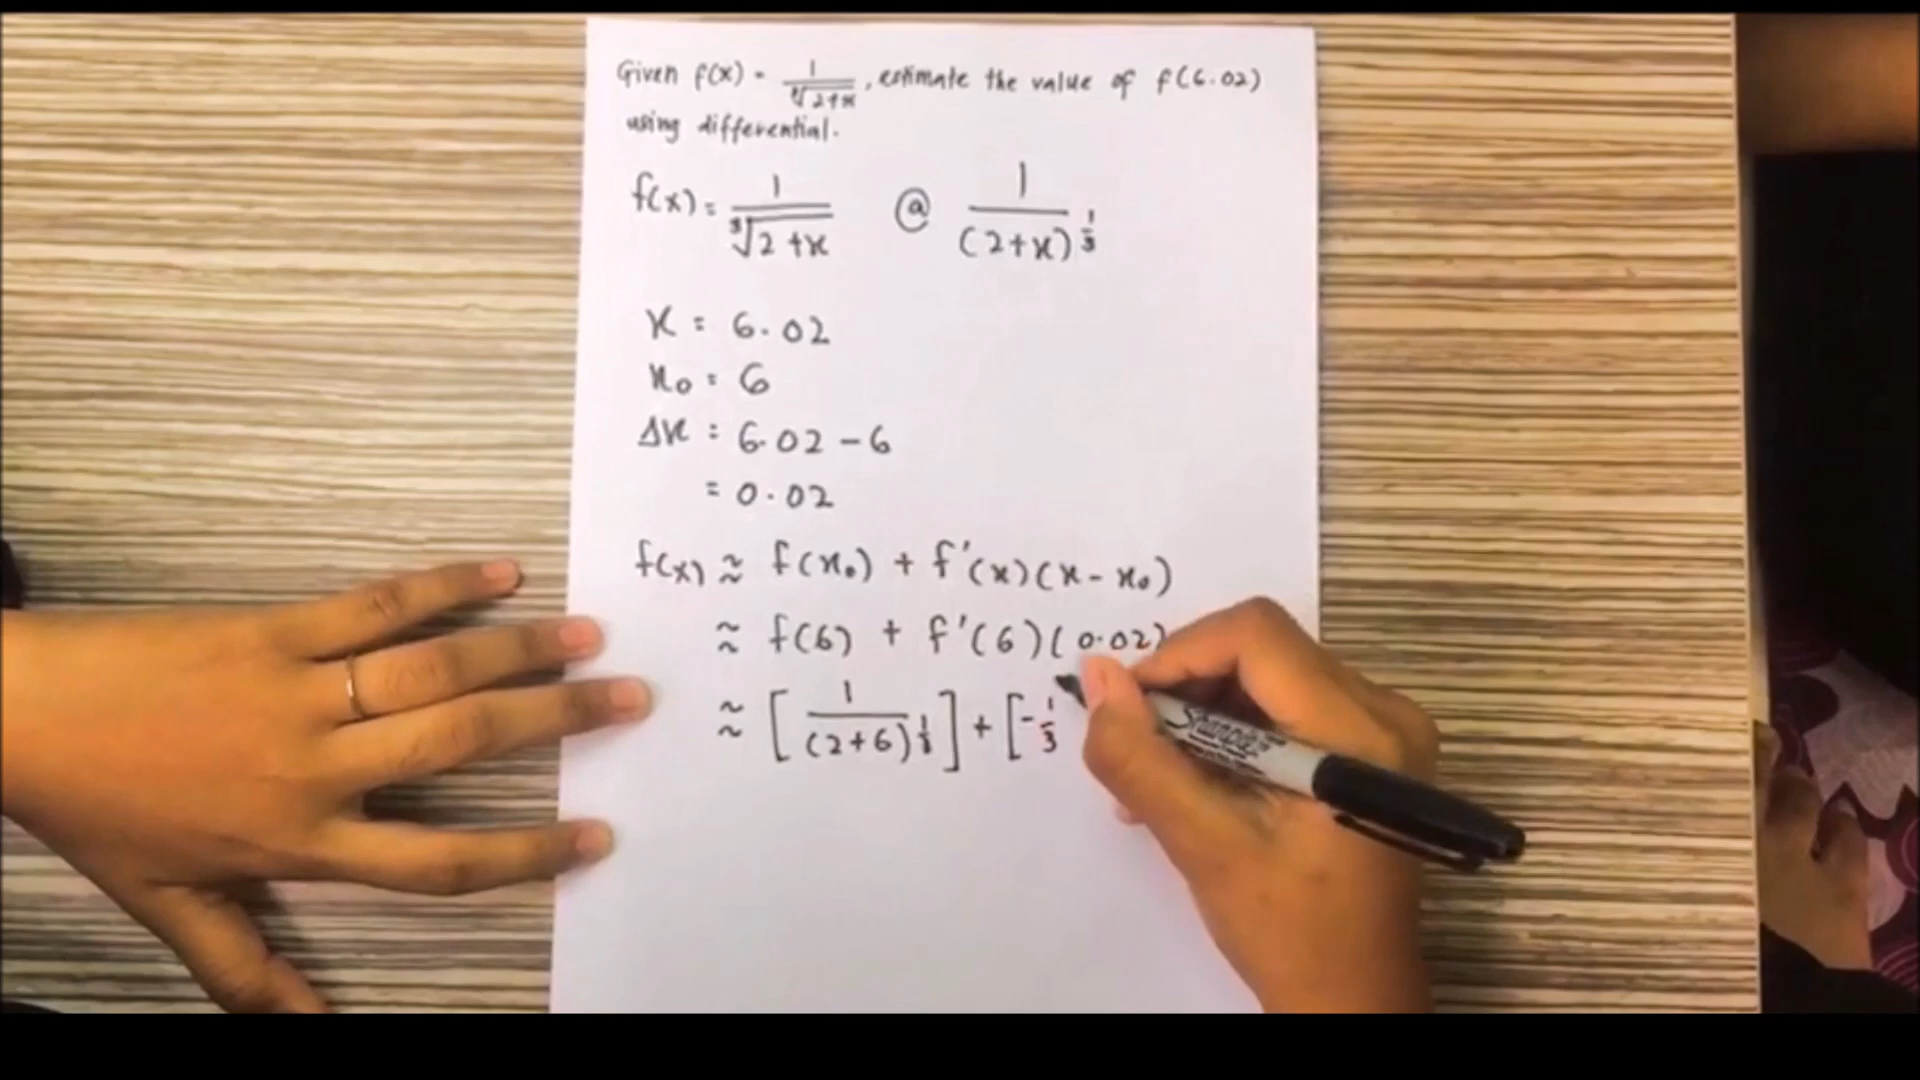 Given f(x) = 1/∛2+x, estimate the value of f(6.02)
using differential.
f(x) = 1/∛2+x @ 1/(2+x)^1/3
x = 6.02
x₀ = 6
Δx = 6.02 - 6
= 0.02
f(x) ≈ f(x₀) + f'(x)(x - x₀)
≈ f(6) + f'(6)(0.02)
≈ [1/(2+6)^1/3] + [-1/3
Sharpie